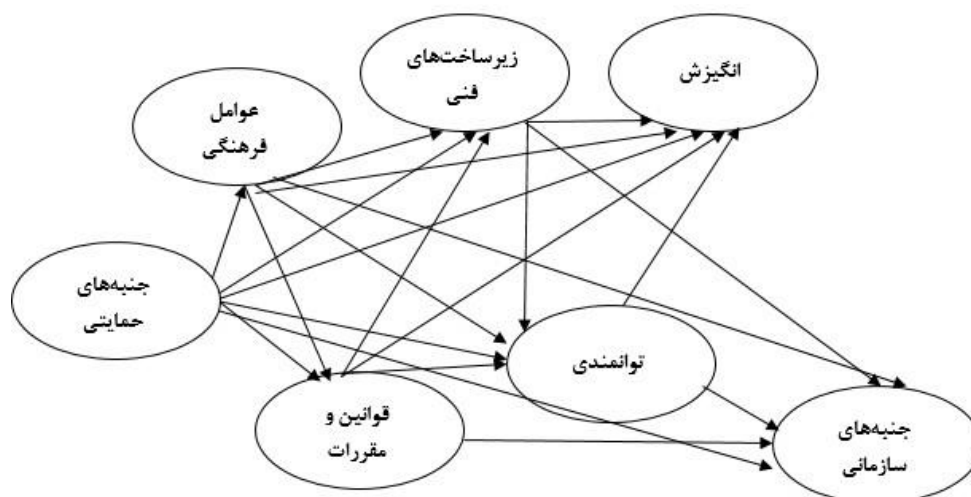 زیرساخت‌های
فنی
انگیزش
عوامل
فرهنگی
جنبه‌های
حمایتی
توانمندی
قوانین و
مقررات
جنبه‌های
سازمانی